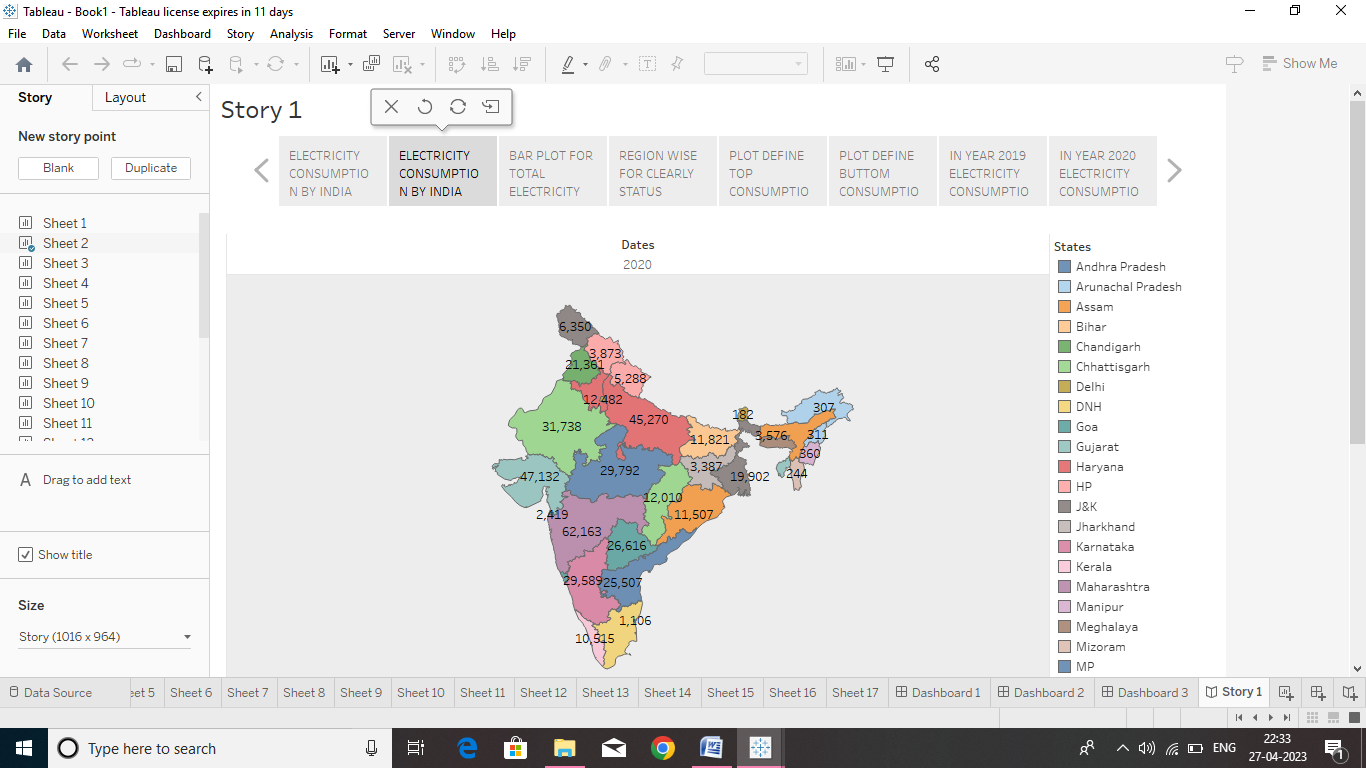 Tableau - Book1 - Tableau license expires in 11 days
File Data Worksheet Dashboard Story Analysis Format Server Window Help
Show Me
Story Layout
New story point
Blank Duplicate
Sheet 1
Sheet 2
Sheet 3
Sheet 4
Sheet 5
Sheet 6
Sheet 7
Sheet 8
Sheet 9
Sheet 10
Sheet 11
A Drag to add text
Show title
Size
Story (1016 x 964)
Story 1
ELECTRICITY
CONSUMPTIO
N BY INDIA
ELECTRICITY
CONSUMPTIO
N BY INDIA
BAR PLOT FOR
TOTAL
ELECTRICITY
REGION WISE
FOR CLEARLY
STATUS
PLOT DEFINE
TOP
CONSUMPTIO
PLOT DEFINE
BUTTOM
CONSUMPTIO
IN YEAR 2019
ELECTRICITY
CONSUMPTIO
IN YEAR 2020
ELECTRICITY
CONSUMPTIO
Dates
2020
6,350
3,873
21,361
5,288
12,482
45,270
31,738
182
307
3,576
311
11,821
360
3,387
244
29,792
47,132
19,902
12,010
2,419
11,507
62,163
26,616
29,589
25,507
1,106
10,515
States
Andhra Pradesh
Arunachal Pradesh
Assam
Bihar
Chandigarh
Chhattisgarh
Delhi
DNH
Goa
Gujarat
Haryana
HP
J&K
Jharkhand
Karnataka
Kerala
Maharashtra
Manipur
Meghalaya
Mizoram
MP
Data Source eet 5 Sheet 6 Sheet 7 Sheet 8 Sheet 9 Sheet 10 Sheet 11 Sheet 12 Sheet 13 Sheet 14 Sheet 15 Sheet 16 Sheet 17 Dashboard 1 Dashboard 2 Dashboard 3 Story 1
Type here to search
ENG
22:33
27-04-2023
1